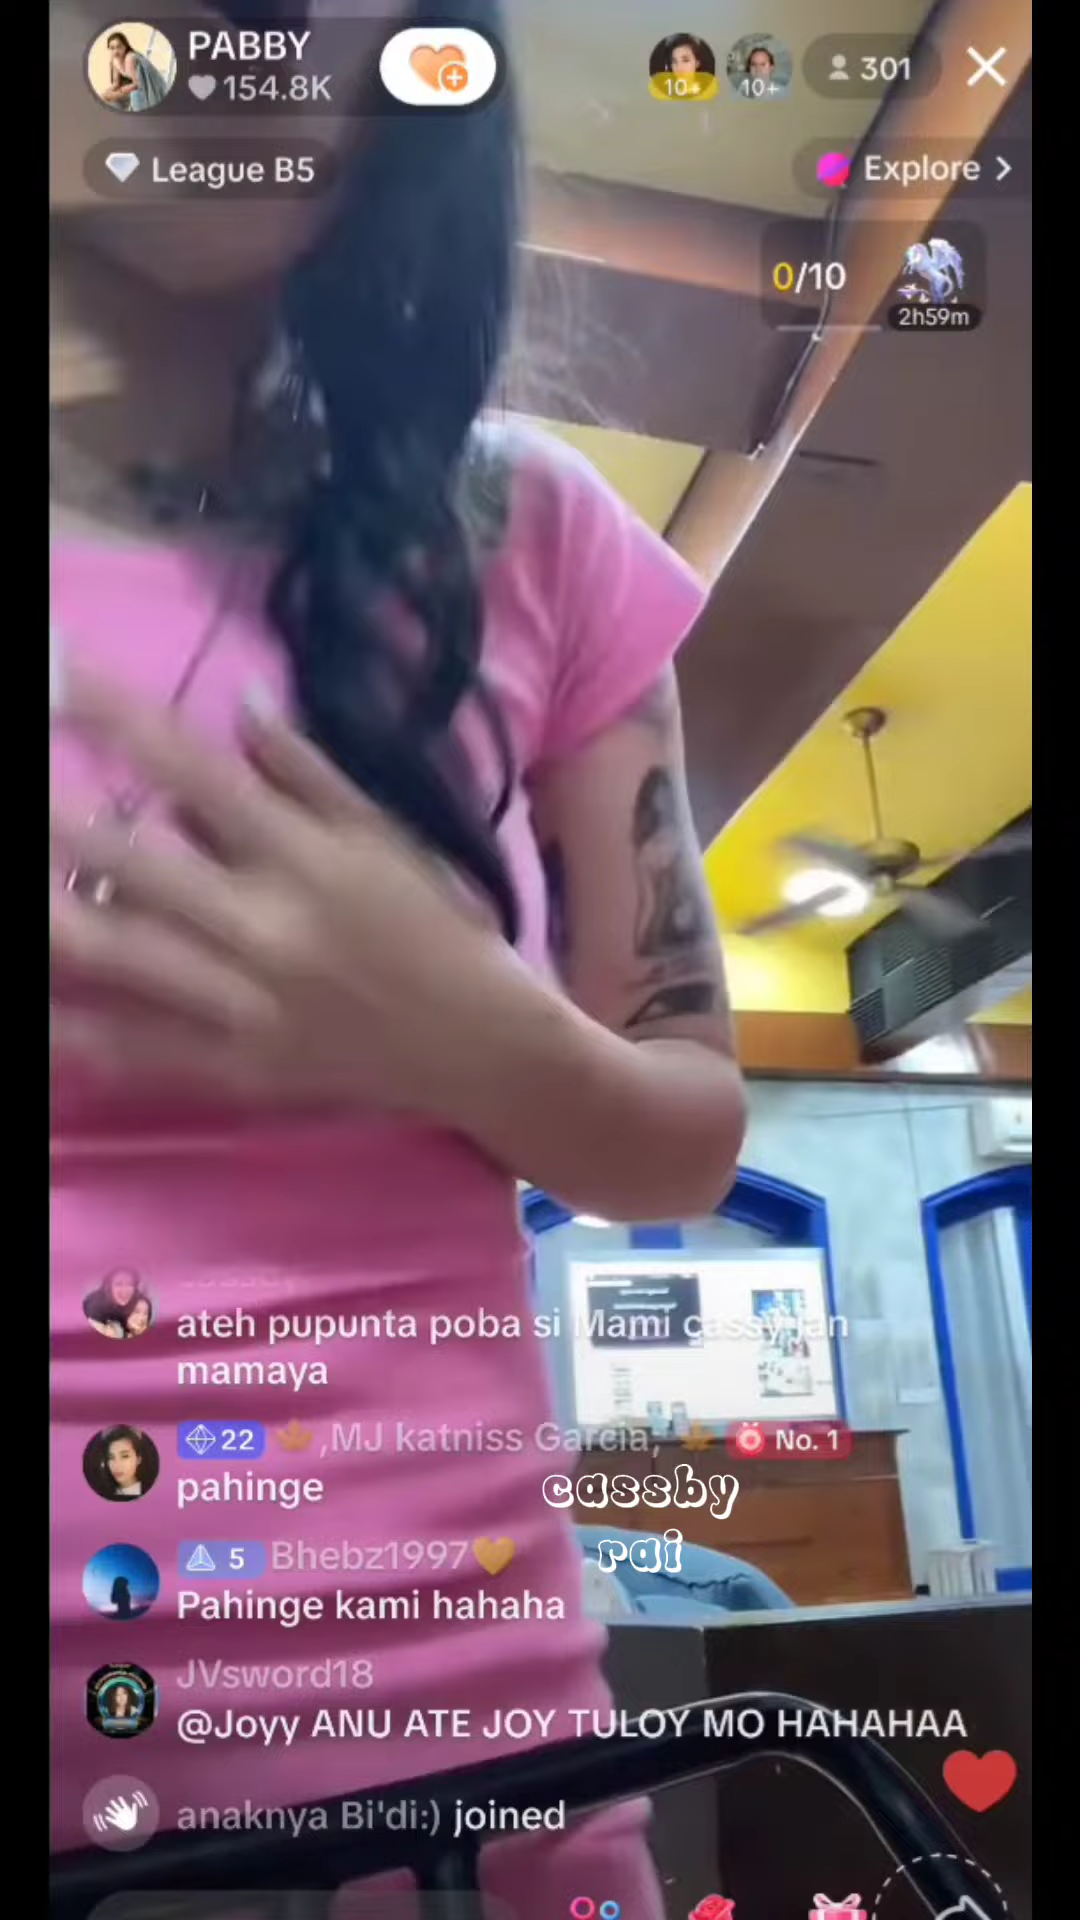 PABBY
154.8K
10+
10+
301
League B5
Explore
0/10
2h59m
ateh pupunta poba si Mami cassy jan
mamaya
22 ,MJ katniss Garcia, No. 1
pahinge
cassby
rai
5 Bhebz1997
Pahinge kami hahaha
JVsword18
@Joyy ANU ATE JOY TULOY MO HAHAHAA
anaknya Bi'di:) joined